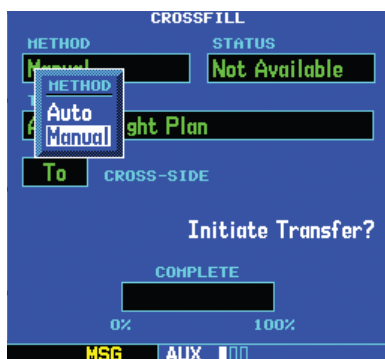 CROSSFILL
METHOD STATUS
Manual Not Available
METHOD
Auto
Manual
ght Plan
To CROSS-SIDE
Initiate Transfer?
COMPLETE
0% 100%
MSG AUX